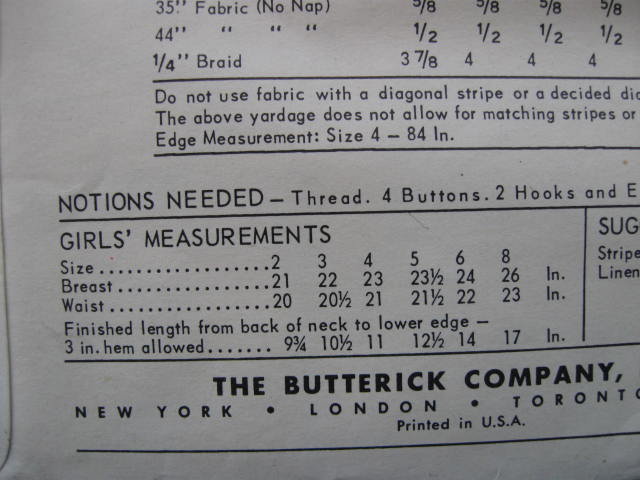 35" Fabric (No Nap) 5/8 5/8 5/8 5/8
44" " " " 1/2 1/2 1/2 1/2
1/4" Braid 3 7/8 4 4 4
Do not use fabric with a diagonal stripe or a decided
The above yardage does not allow for matching stripes or
Edge Measurement: Size 4 — 84 In.
NOTIONS NEEDED — Thread. 4 Buttons. 2 Hooks and E
GIRLS' MEASUREMENTS
Size..................2 3 4 5 6 8
Breast................21 22 23 23½ 24 26 In.
Waist.................20 20½ 21 21½ 22 23 In.
Finished length from back of neck to lower edge —
3 in. hem allowed....... 9¾ 10½ 11 12½ 14 17 In.
SUG
Stripe
Linen
THE BUTTERICK COMPANY,
NEW YORK • LONDON • TORONTO
Printed in U.S.A.